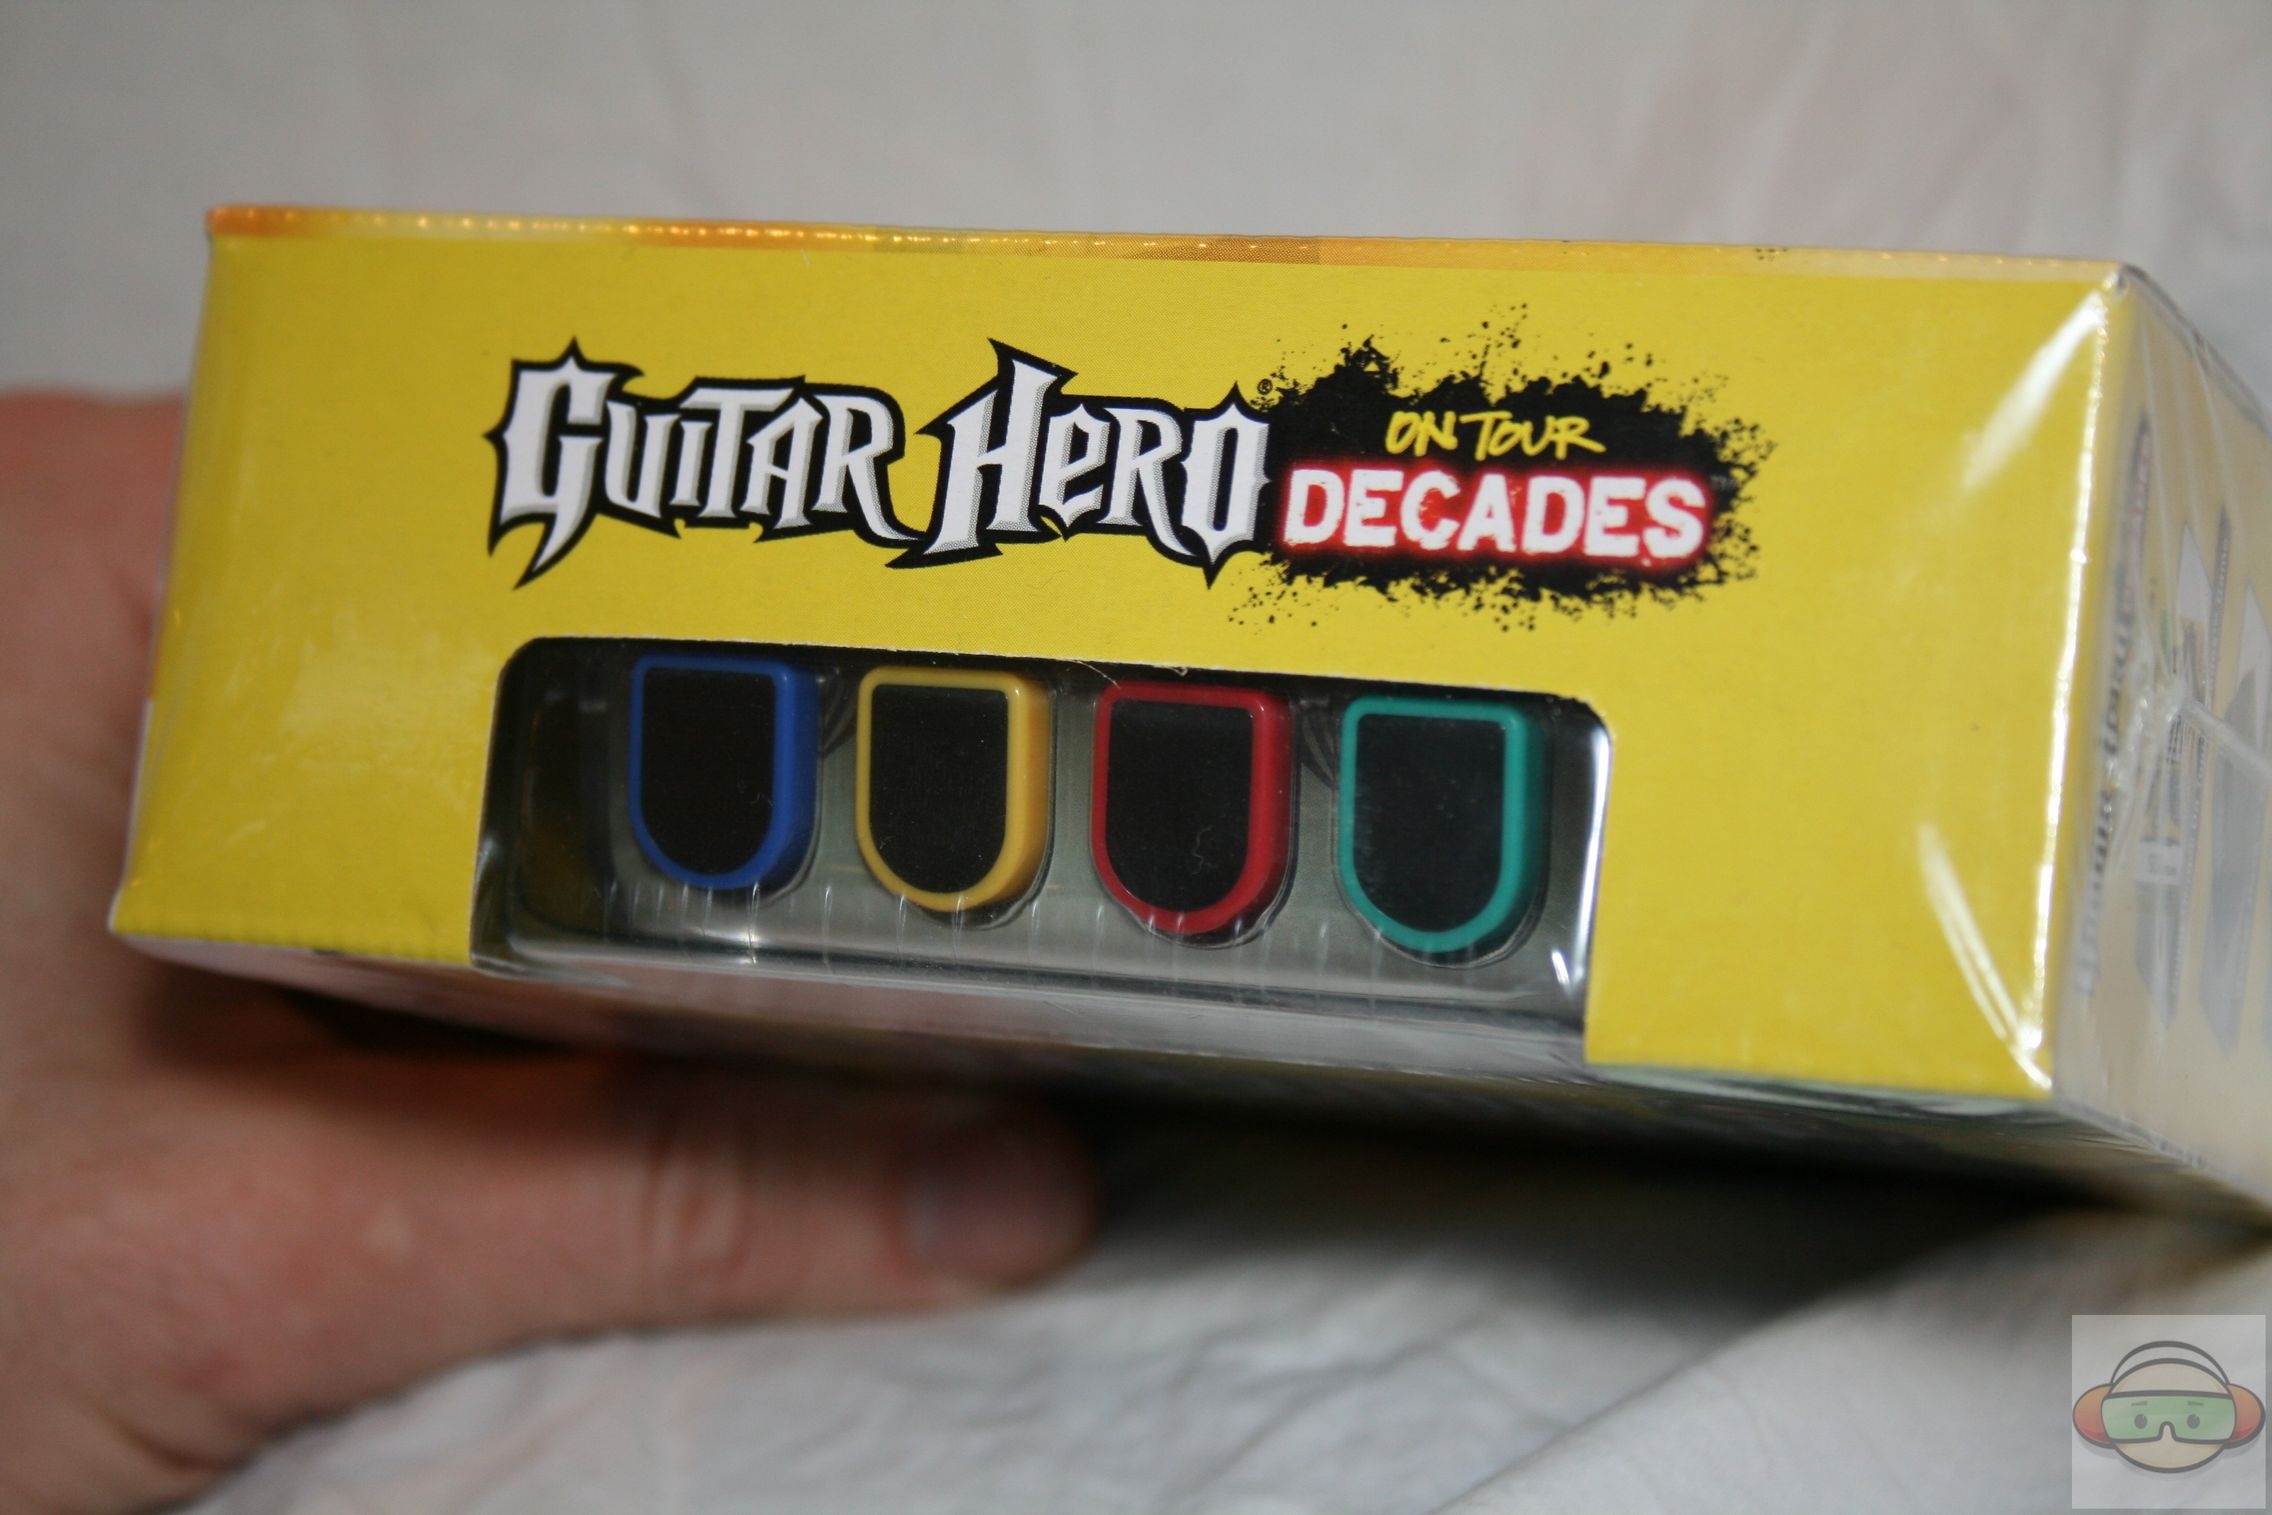 GUITAR HERO®
ON TOUR
DECADES